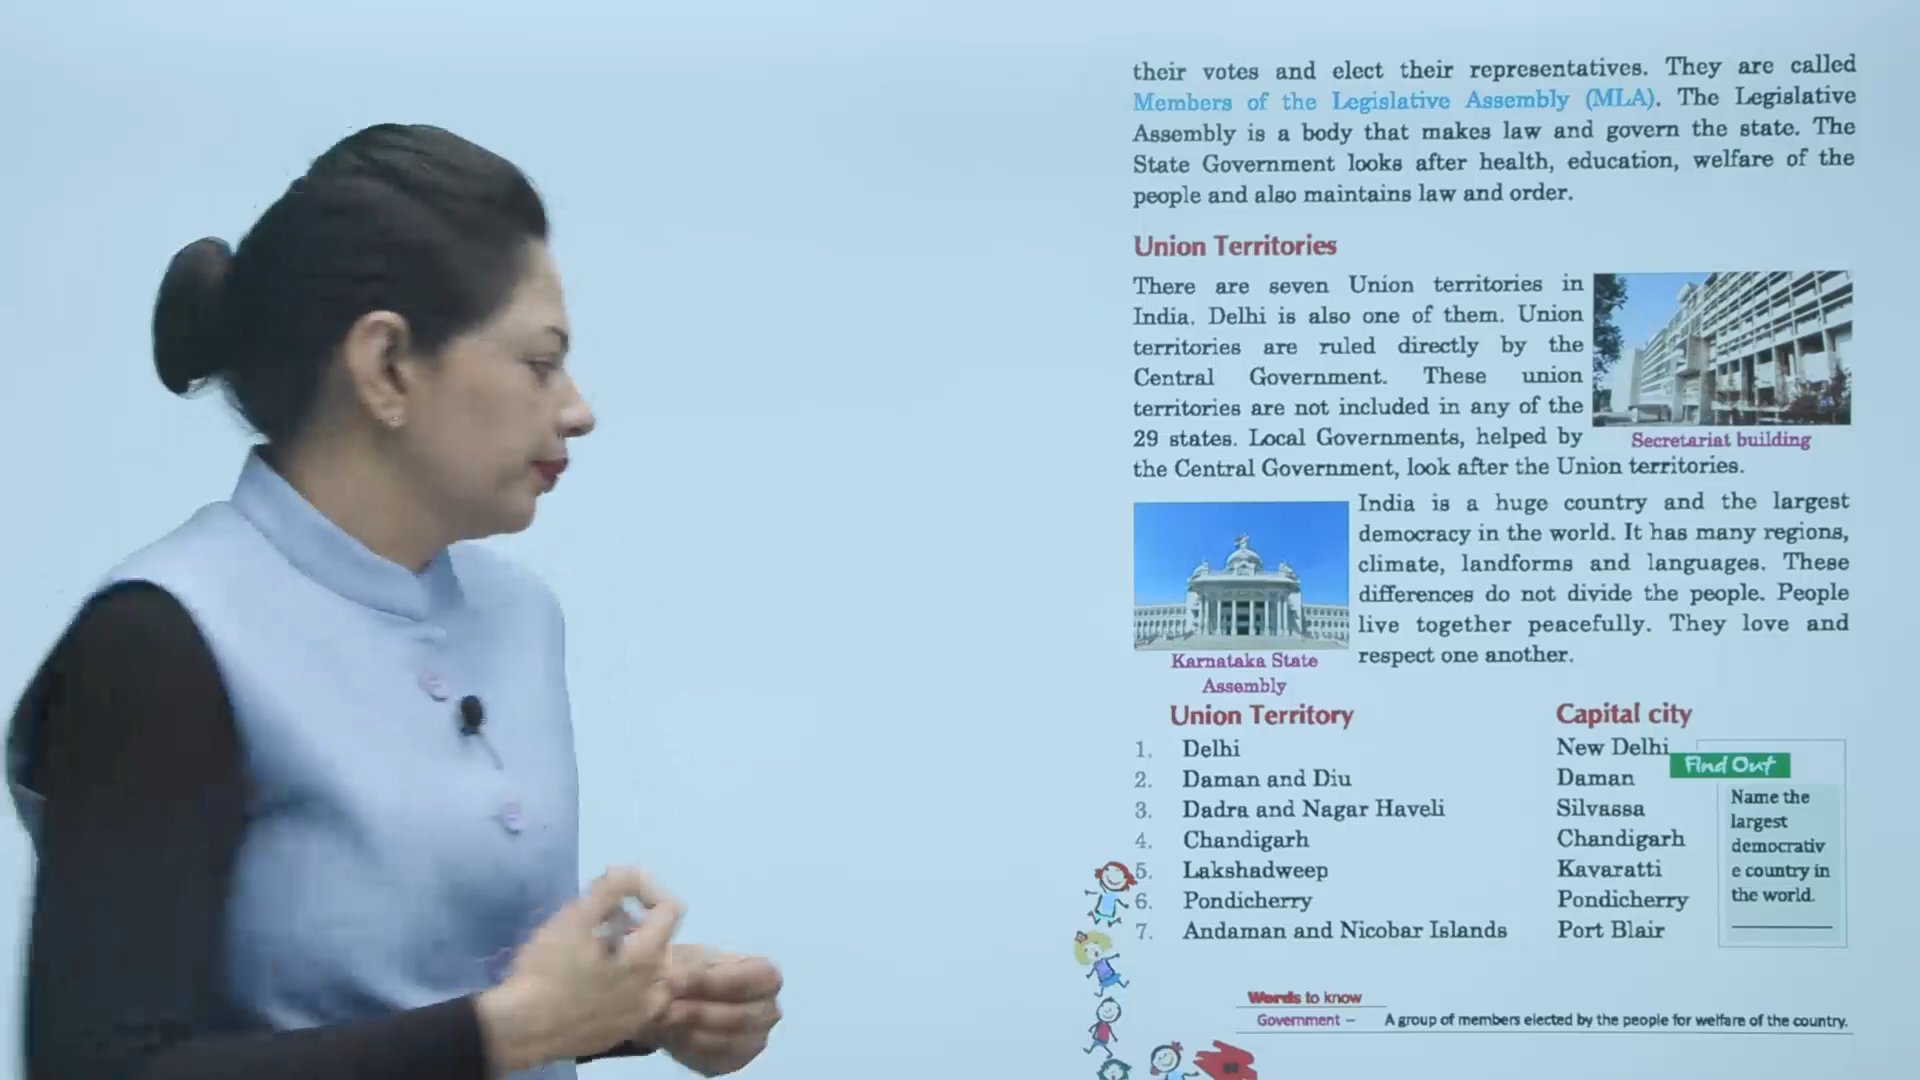 their votes and elect their representatives. They are called
Members of the Legislative Assembly (MLA). The Legislative
Assembly is a body that makes law and govern the state. The
State Government looks after health, education, welfare of the
people and also maintains law and order.
Union Territories
There are seven Union territories in
India. Delhi is also one of them. Union
territories are ruled directly by the
Central Government. These union
territories are not included in any of the
29 states. Local Governments, helped by
the Central Government, look after the Union territories.
Secretariat building
India is a huge country and the largest
democracy in the world. It has many regions,
climate, landforms and languages. These
differences do not divide the people. People
live together peacefully. They love and
respect one another.
Karnataka State
Assembly
Union Territory Capital city
1. Delhi New Delhi
2. Daman and Diu Daman
3. Dadra and Nagar Haveli Silvassa
4. Chandigarh Chandigarh
5. Lakshadweep Kavaratti
6. Pondicherry Pondicherry
7. Andaman and Nicobar Islands Port Blair
Find Out
Name the
largest
democrativ
e country in
the world.
Words to know
Government – A group of members elected by the people for welfare of the country.